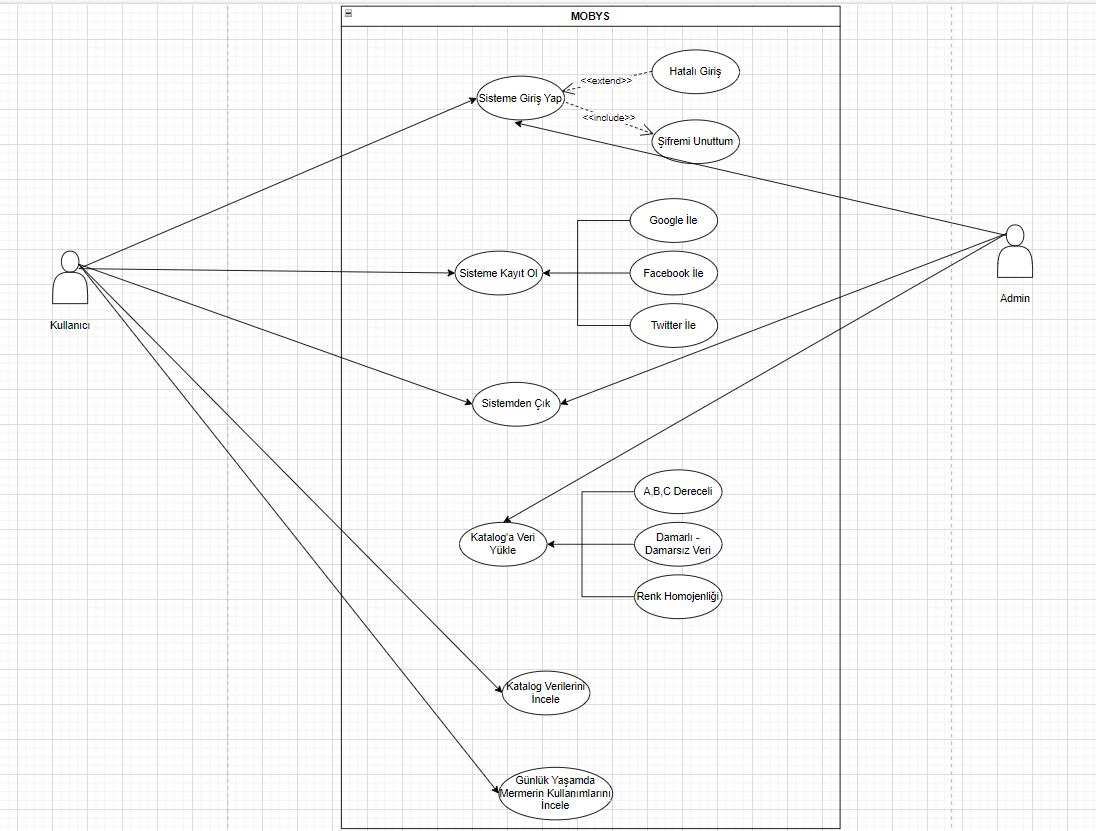 MOBYS
Hatalı Giriş
<<extend>>
Sisteme Giriş Yap
<<include>>
Şifremi Unuttum
Google İle
Sisteme Kayıt Ol
Facebook İle
Twitter İle
Kullanıcı
Admin
Sistemden Çık
A,B,C Dereceli
Katalog'a Veri
Yükle
Damarlı -
Damarsız Veri
Renk Homojenliği
Katalog Verilerini
İncele
Günlük Yaşamda
Mermerin Kullanımlarını
İncele